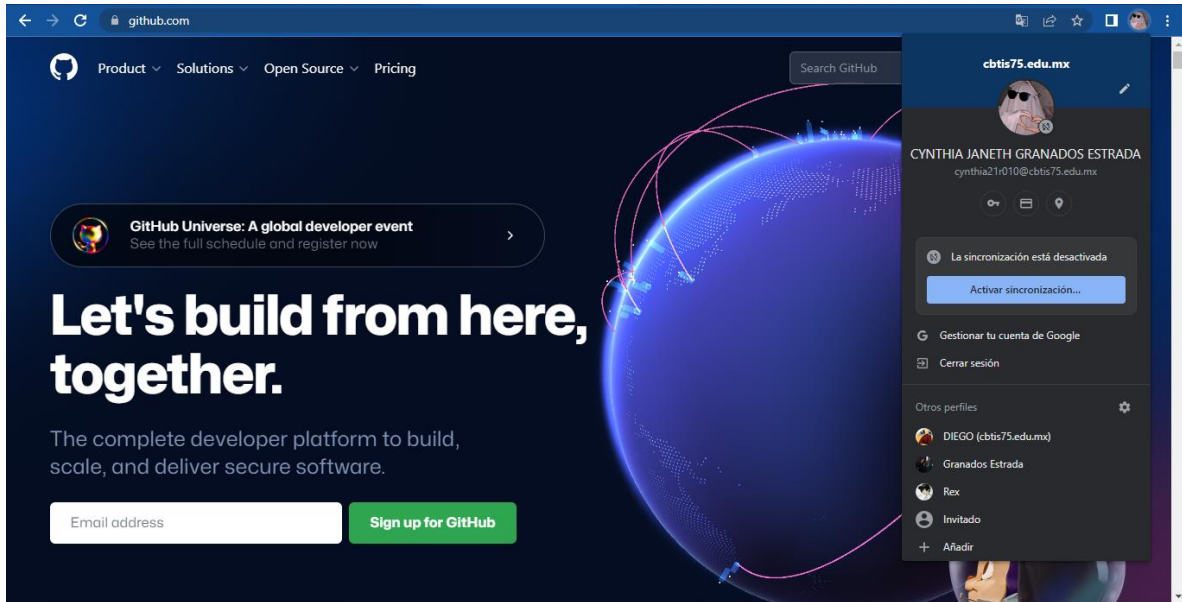 github.com
Product
Solutions
Open Source
Pricing
Search GitHub
GitHub Universe: A global developer event
See the full schedule and register now
Let's build from here,
together.
The complete developer platform to build,
scale, and deliver secure software.
Email address
Sign up for GitHub
cbtis75.edu.mx
CYNTHIA JANETH GRANADOS ESTRADA
cynthia21r010@cbtis75.edu.mx
La sincronización está desactivada
Activar sincronización...
Gestionar tu cuenta de Google
Cerrar sesión
Otros perfiles
DIEGO (cbtis75.edu.mx)
Granados Estrada
Rex
Invitado
Añadir